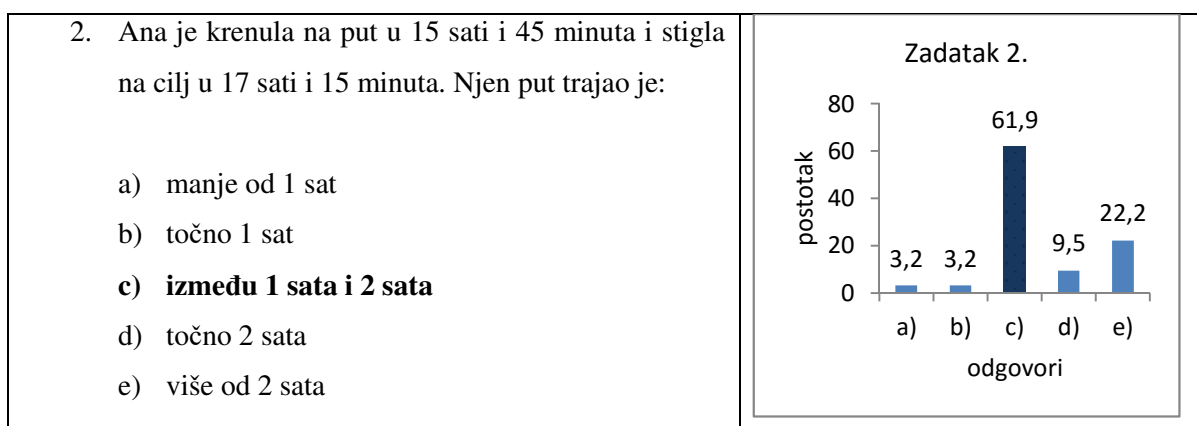 2. Ana je krenula na put u 15 sati i 45 minuta i stigla
na cilj u 17 sati i 15 minuta. Njen put trajao je:
a) manje od 1 sat
b) točno 1 sat
c) između 1 sata i 2 sata
d) točno 2 sata
e) više od 2 sata
Zadatak 2.
postotak
80
60
40
20
0
3,2 3,2 61,9 9,5 22,2
a) b) c) d) e)
odgovori